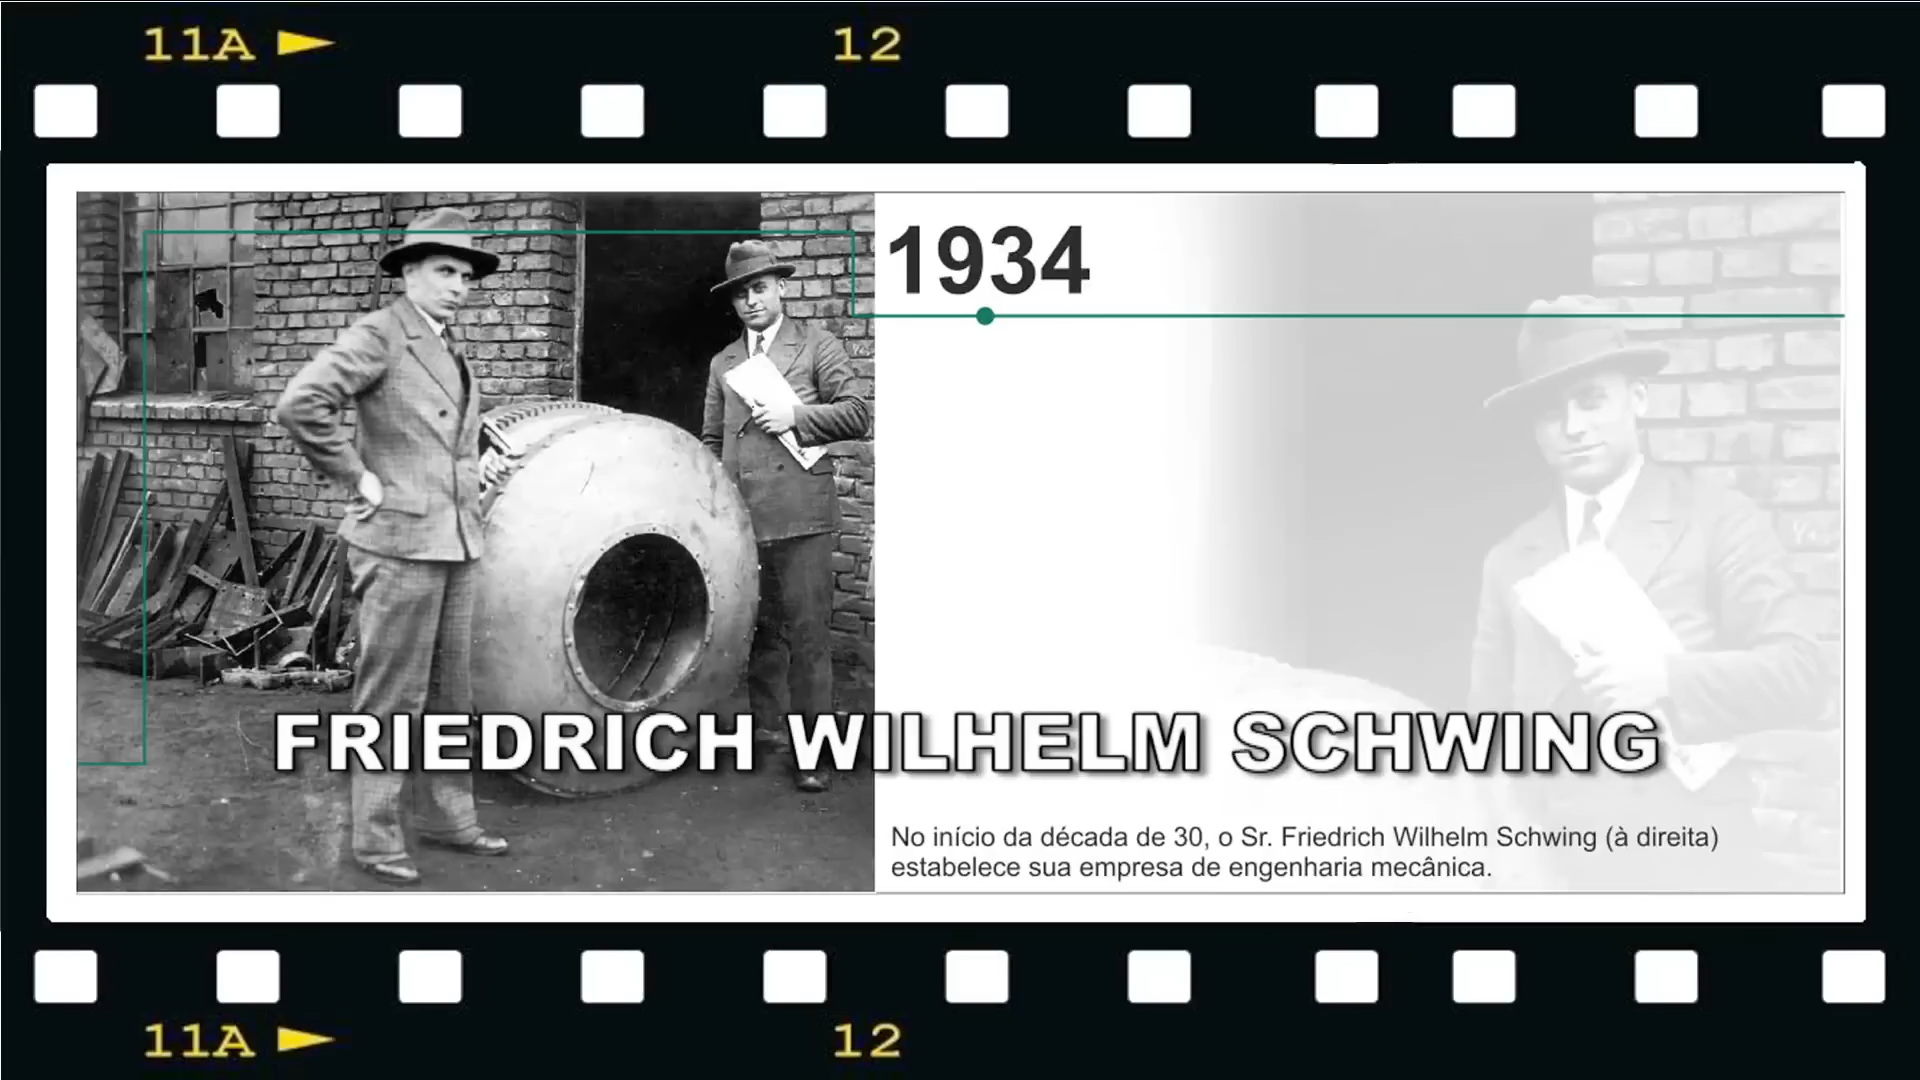 11A 12
1934
FRIEDRICH WILHELM SCHWING
No início da década de 30, o Sr. Friedrich Wilhelm Schwing (à direita)
estabelece sua empresa de engenharia mecânica.
11A 12